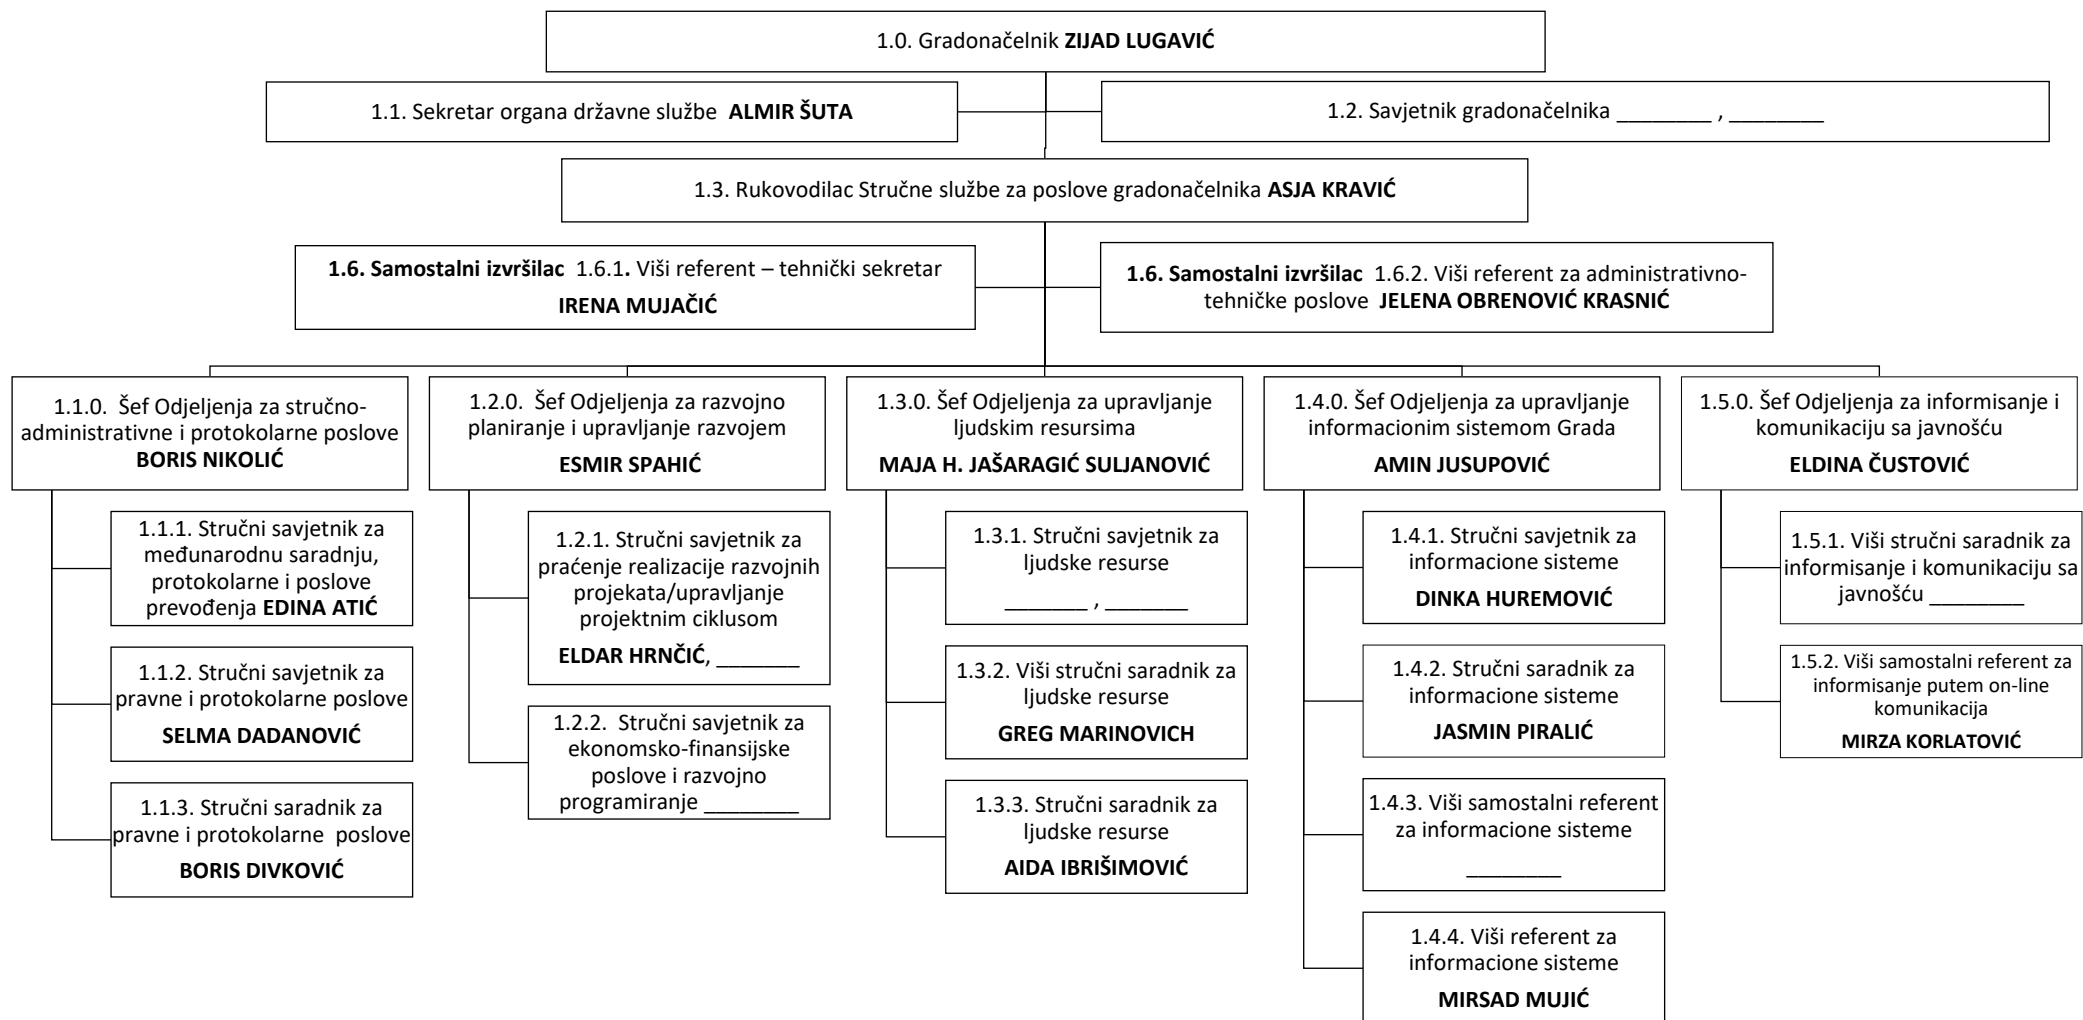 1.0. Gradonačelnik ZIJAD LUGAVIĆ
1.1. Sekretar organa državne službe ALMIR ŠUTA
1.2. Savjetnik gradonačelnika ________ , ________
1.3. Rukovodilac Stručne službe za poslove gradonačelnika ASJA KRAVIĆ
1.6. Samostalni izvršilac 1.6.1. Viši referent – tehnički sekretar
IRENA MUJAČIĆ
1.6. Samostalni izvršilac 1.6.2. Viši referent za administrativno-
tehničke poslove JELENA OBRENOVIĆ KRASNIĆ
1.1.0. Šef Odjeljenja za stručno-
administrativne i protokolarne poslove
BORIS NIKOLIĆ
1.1.1. Stručni savjetnik za
međunarodnu saradnju,
protokolarne i poslove
prevođenja EDINA ATIĆ
1.1.2. Stručni savjetnik za
pravne i protokolarne poslove
SELMA DADANOVIĆ
1.1.3. Stručni saradnik za
pravne i protokolarne poslove
BORIS DIVKOVIĆ
1.2.0. Šef Odjeljenja za razvojno
planiranje i upravljanje razvojem
ESMIR SPAHIĆ
1.2.1. Stručni savjetnik za
praćenje realizacije razvojnih
projekata/upravljanje
projektnim ciklusom
ELDAR HRNČIĆ, _______
1.2.2. Stručni savjetnik za
ekonomsko-finansijske
poslove i razvojno
programiranje ________
1.3.0. Šef Odjeljenja za upravljanje
ljudskim resursima
MAJA H. JAŠARAGIĆ SULJANOVIĆ
1.3.1. Stručni savjetnik za
ljudske resurse
_______ , _______
1.3.2. Viši stručni saradnik za
ljudske resurse
GREG MARINOVICH
1.3.3. Stručni saradnik za
ljudske resurse
AIDA IBRIŠIMOVIĆ
1.4.0. Šef Odjeljenja za upravljanje
informacionim sistemom Grada
AMIN JUSUPOVIĆ
1.4.1. Stručni savjetnik za
informacione sisteme
DINKA HUREMOVIĆ
1.4.2. Stručni saradnik za
informacione sisteme
JASMIN PIRALIĆ
1.4.3. Viši samostalni referent
za informacione sisteme
________
1.4.4. Viši referent za
informacione sisteme
MIRSAD MUJIĆ
1.5.0. Šef Odjeljenja za informisanje i
komunikaciju sa javnošću
ELDINA ČUSTOVIĆ
1.5.1. Viši stručni saradnik za
informisanje i komunikaciju sa
javnošću ________
1.5.2. Viši samostalni referent za
informisanje putem on-line
komunikacija
MIRZA KORLATOVIĆ